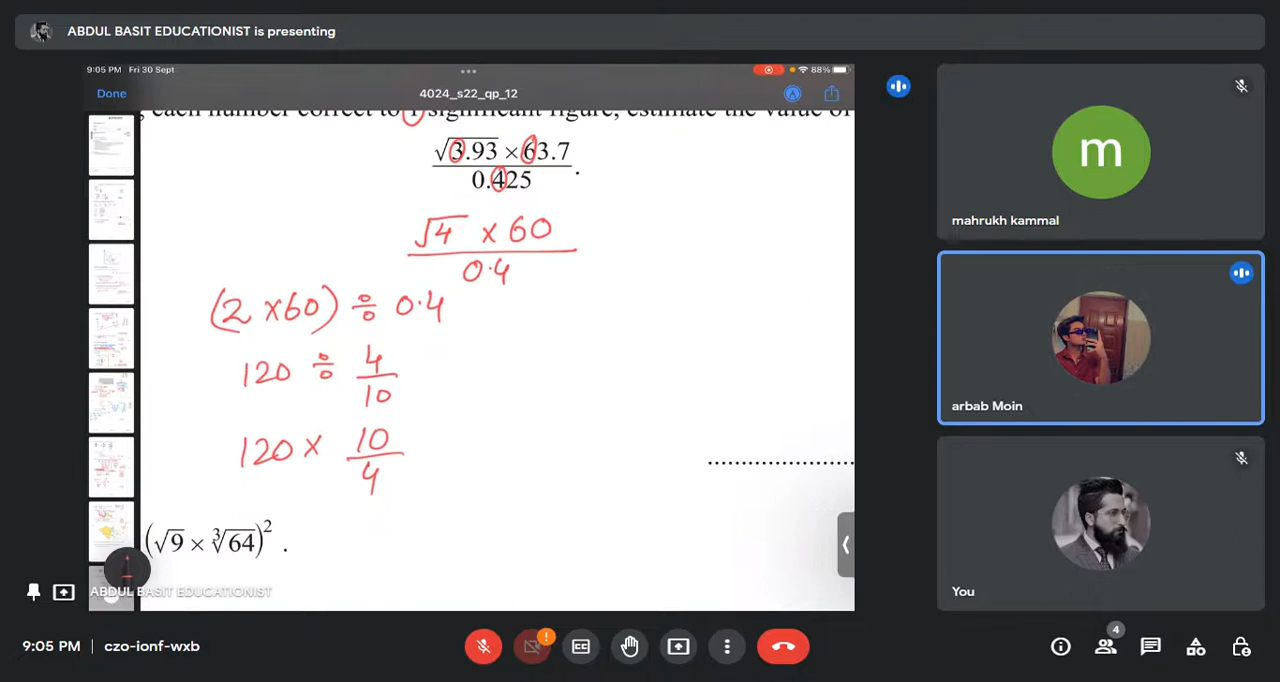 ABDUL BASIT EDUCATIONIST is presenting
9:05 PM Fri 30 Sept
88%
Done
4024_s22_qp_12
each number correct to 1 significant figure, estimate the value of
√3.93 × 63.7
0.425 .
√4 × 60
0.4
(2 × 60) ÷ 0.4
120 ÷ 4/10
120 × 10/4
(√9 × ∛64)² .
ABDUL BASIT EDUCATIONIST
m
mahrukh kammal
arbab Moin
You
9:05 PM | czo-ionf-wxb
CC
4